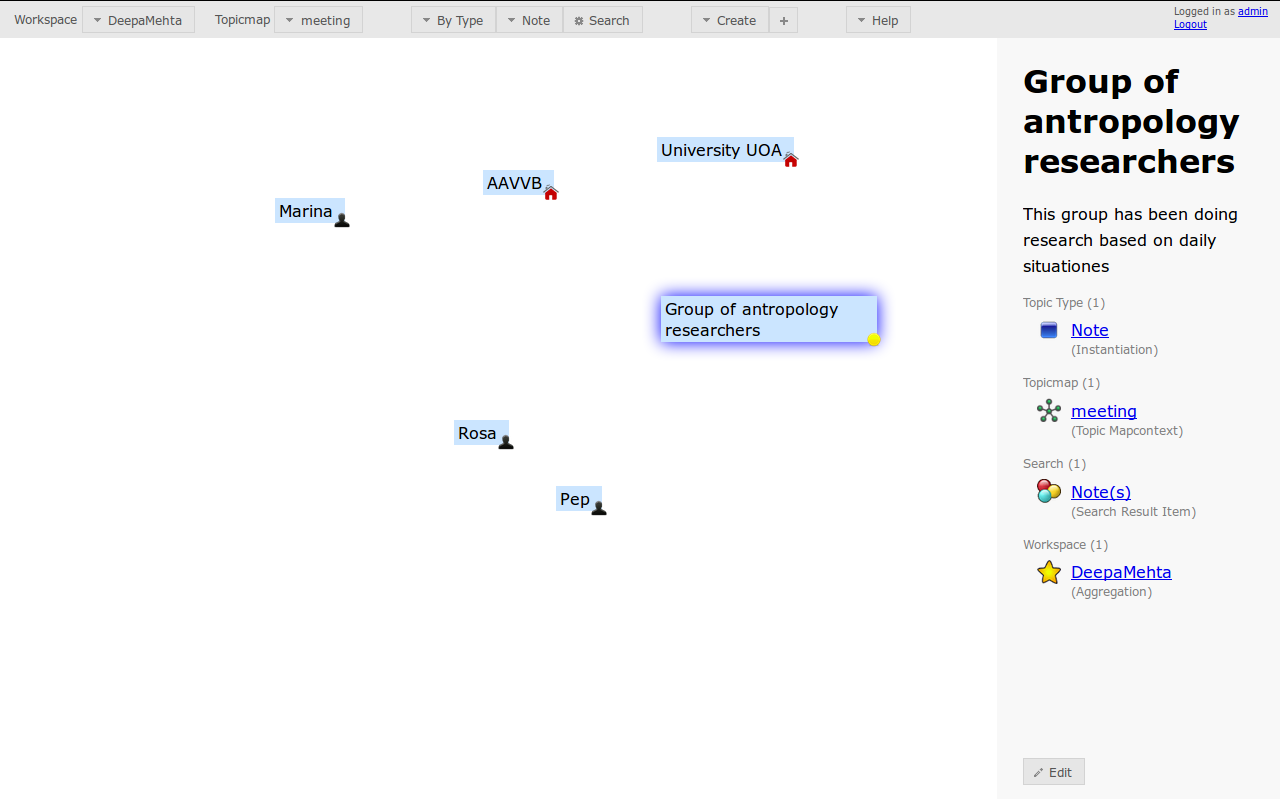 Workspace DeepaMehta Topicmap meeting By Type Note Search Create + Help Logged in as admin
Logout
University UOA
AAVVB
Marina
Group of antropology
researchers
Rosa
Pep
Group of
antropology
researchers
This group has been doing
research based on daily
situationes
Topic Type (1)
Note
(Instantiation)
Topicmap (1)
meeting
(Topic Mapcontext)
Search (1)
Note(s)
(Search Result Item)
Workspace (1)
DeepaMehta
(Aggregation)
Edit